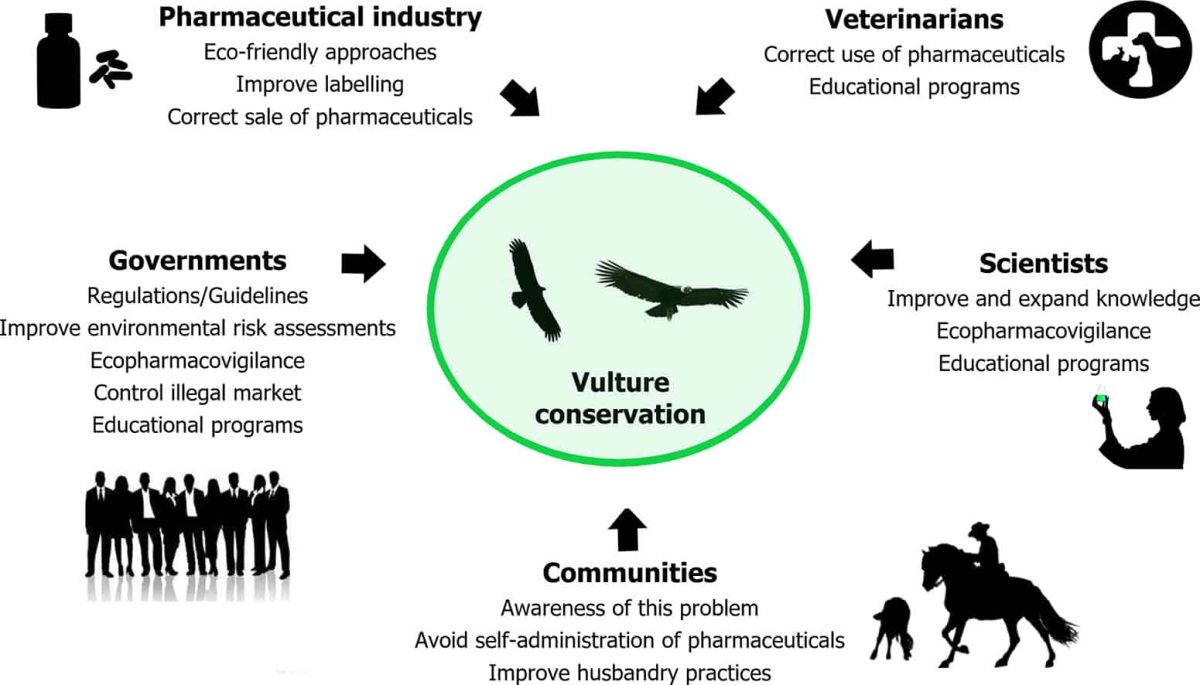 Pharmaceutical industry
Eco-friendly approaches
Improve labelling
Correct sale of pharmaceuticals
Veterinarians
Correct use of pharmaceuticals
Educational programs
Governments
Regulations/Guidelines
Improve environmental risk assessments
Ecopharmacovigilance
Control illegal market
Educational programs
Vulture
conservation
Scientists
Improve and expand knowledge
Ecopharmacovigilance
Educational programs
Communities
Awareness of this problem
Avoid self-administration of pharmaceuticals
Improve husbandry practices